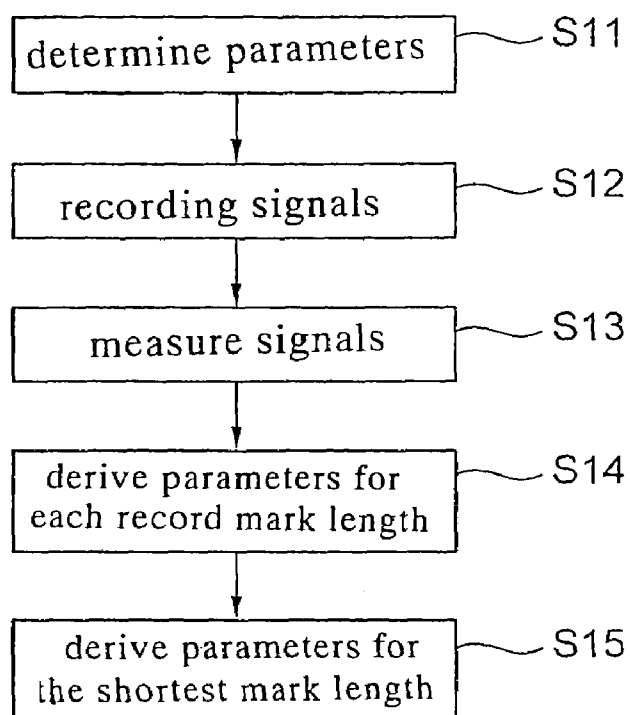 determine parameters S11
recording signals S12
measure signals S13
derive parameters for
each record mark length S14
derive parameters for
the shortest mark length S15